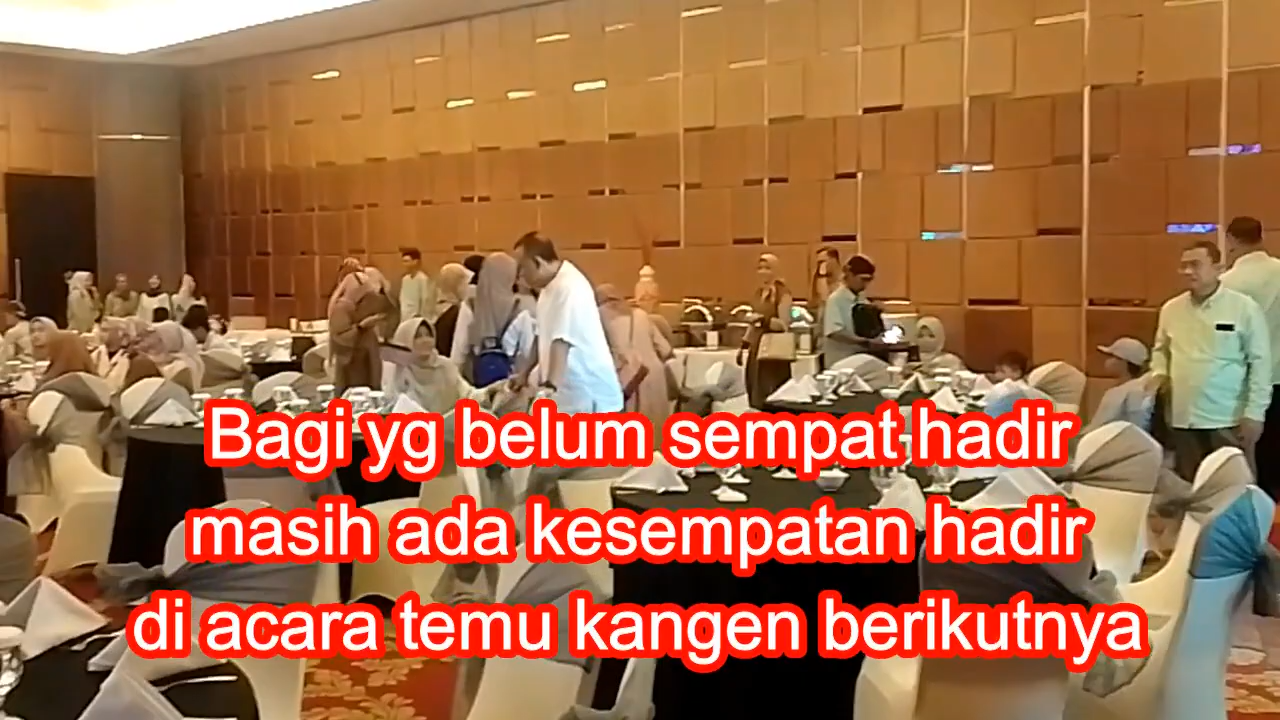 Bagi yg belum sempat hadir
masih ada kesempatan hadir
di acara temu kangen berikutnya